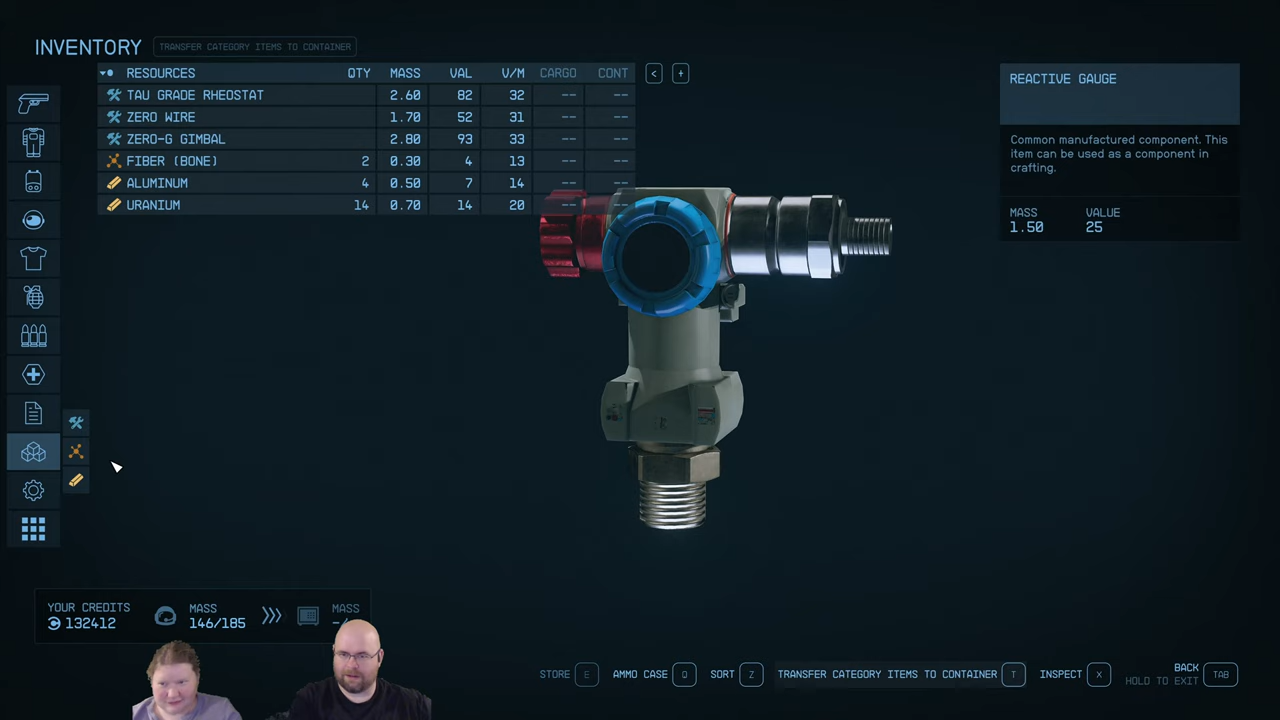 INVENTORY TRANSFER CATEGORY ITEMS TO CONTAINER
RESOURCES QTY MASS VAL V/M CARGO CONT < +
TAU GRADE RHEOSTAT 2.60 82 32 -- --
ZERO WIRE 1.70 52 31 -- --
ZERO-G GIMBAL 2.80 93 33 -- --
FIBER (BONE) 2 0.30 4 13 -- --
ALUMINUM 4 0.50 7 14 -- --
URANIUM 14 0.70 14 20 -- --
REACTIVE GAUGE
Common manufactured component. This
item can be used as a component in
crafting.
MASS VALUE
1.50 25
YOUR CREDITS MASS MASS
132412 146/185
STORE E AMMO CASE Q SORT Z TRANSFER CATEGORY ITEMS TO CONTAINER T INSPECT X BACK TAB
HOLD TO EXIT